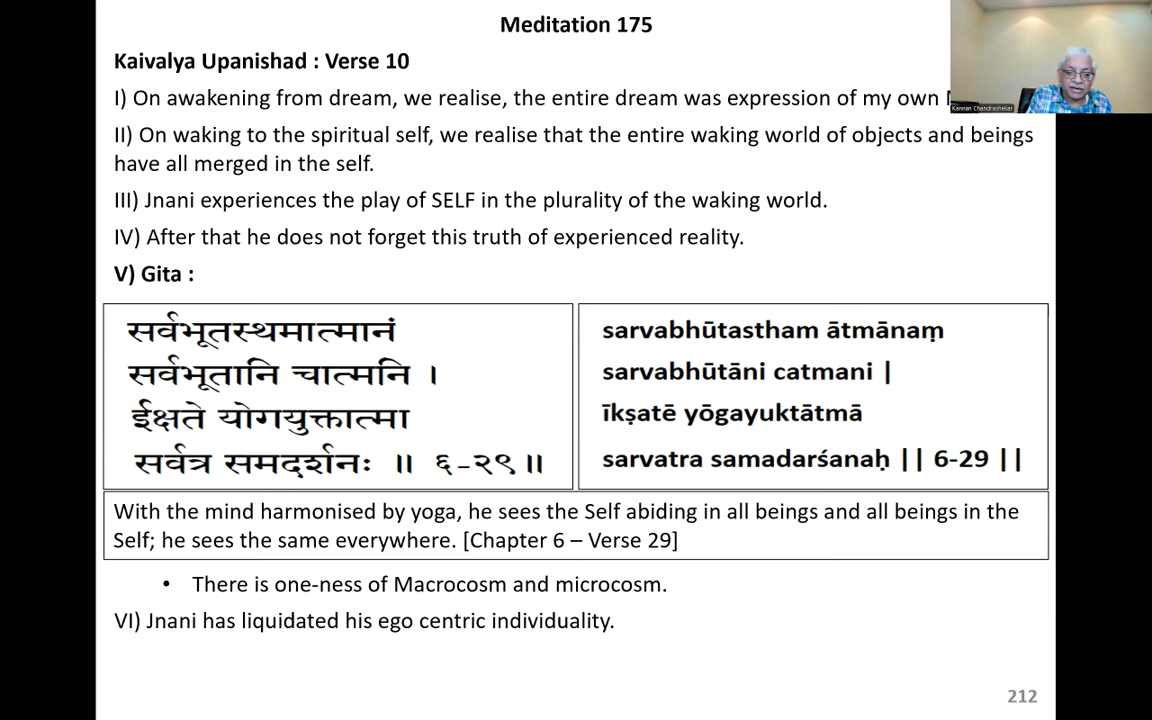 Meditation 175
Kaivalya Upanishad : Verse 10
I) On awakening from dream, we realise, the entire dream was expression of my own
Kannan Chandrashekar
II) On waking to the spiritual self, we realise that the entire waking world of objects and beings
have all merged in the self.
III) Jnani experiences the play of SELF in the plurality of the waking world.
IV) After that he does not forget this truth of experienced reality.
V) Gita :
सर्वभूतस्थमात्मानं
सर्वभूतानि चात्मनि ।
ईक्षते योगयुक्तात्मा
सर्वत्र समदर्शनः ॥ ६-२९॥
sarvabhūtastham ātmānaṃ
sarvabhūtāni catmani |
īkṣatē yōgayuktātmā
sarvatra samadarśanaḥ || 6-29 ||
With the mind harmonised by yoga, he sees the Self abiding in all beings and all beings in the
Self; he sees the same everywhere. [Chapter 6 – Verse 29]
• There is one-ness of Macrocosm and microcosm.
VI) Jnani has liquidated his ego centric individuality.
212